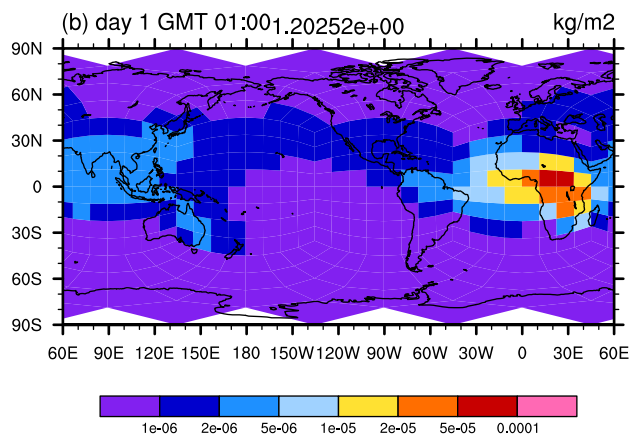 (b) day 1 GMT 01:00 1.20252e+00 kg/m2
90N
60N
30N
0
30S
60S
90S
60E 90E 120E 150E 180 150W 120W 90W 60W 30W 0 30E 60E
1e-06 2e-06 5e-06 1e-05 2e-05 5e-05 0.0001